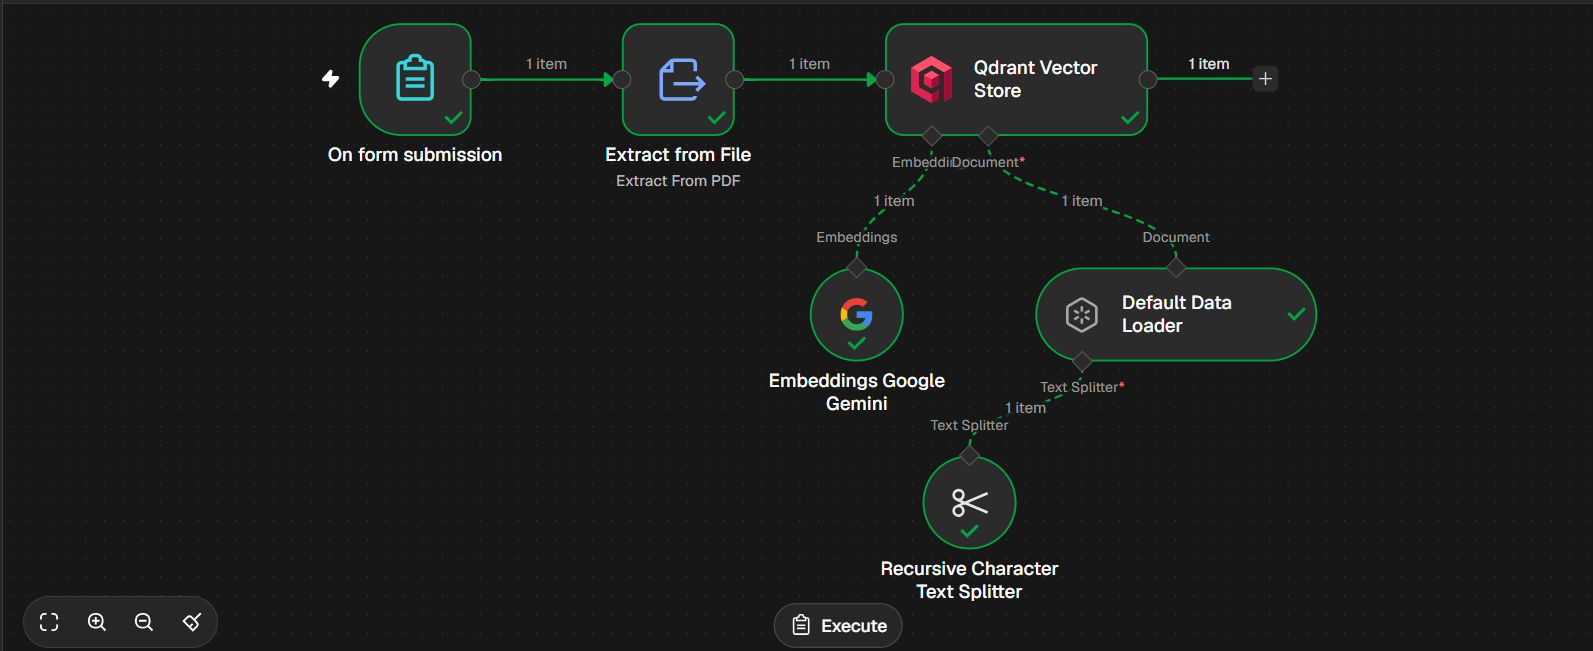 1 item
1 item
1 item
Qdrant Vector
Store
On form submission
Extract from File
Extract From PDF
Document*
1 item
1 item
Embeddings
Document
Default Data
Loader
Embeddings Google
Gemini
Text Splitter*
1 item
Text Splitter
Recursive Character
Text Splitter
Execute